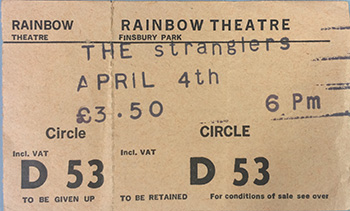 RAINBOW RAINBOW THEATRE
THEATRE FINSBURY PARK
THE Stranglers
APRIL 4th
£3.50 6 Pm
Circle CIRCLE
Incl. VAT Incl. VAT
D 53 D 53
TO BE GIVEN UP TO BE RETAINED For conditions of sale see over